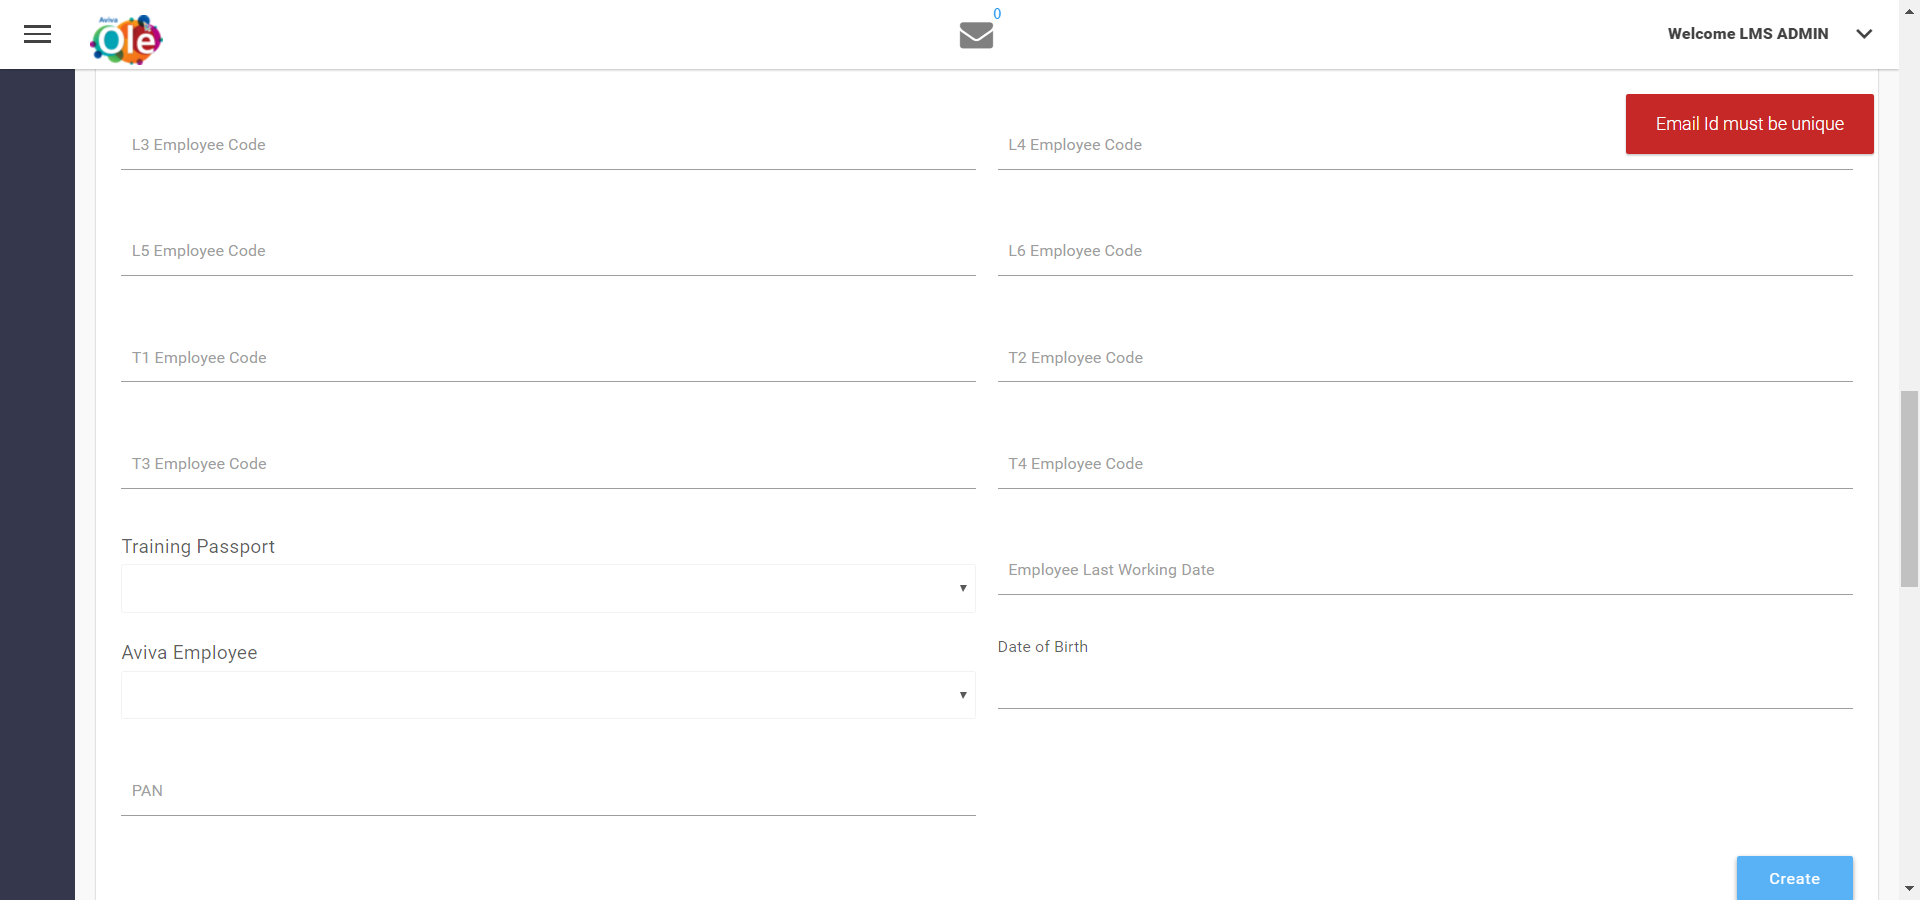 Aviva
Ole
0
Welcome LMS ADMIN
Email Id must be unique
L3 Employee Code
L4 Employee Code
L5 Employee Code
L6 Employee Code
T1 Employee Code
T2 Employee Code
T3 Employee Code
T4 Employee Code
Training Passport
Employee Last Working Date
Aviva Employee
Date of Birth
PAN
Create